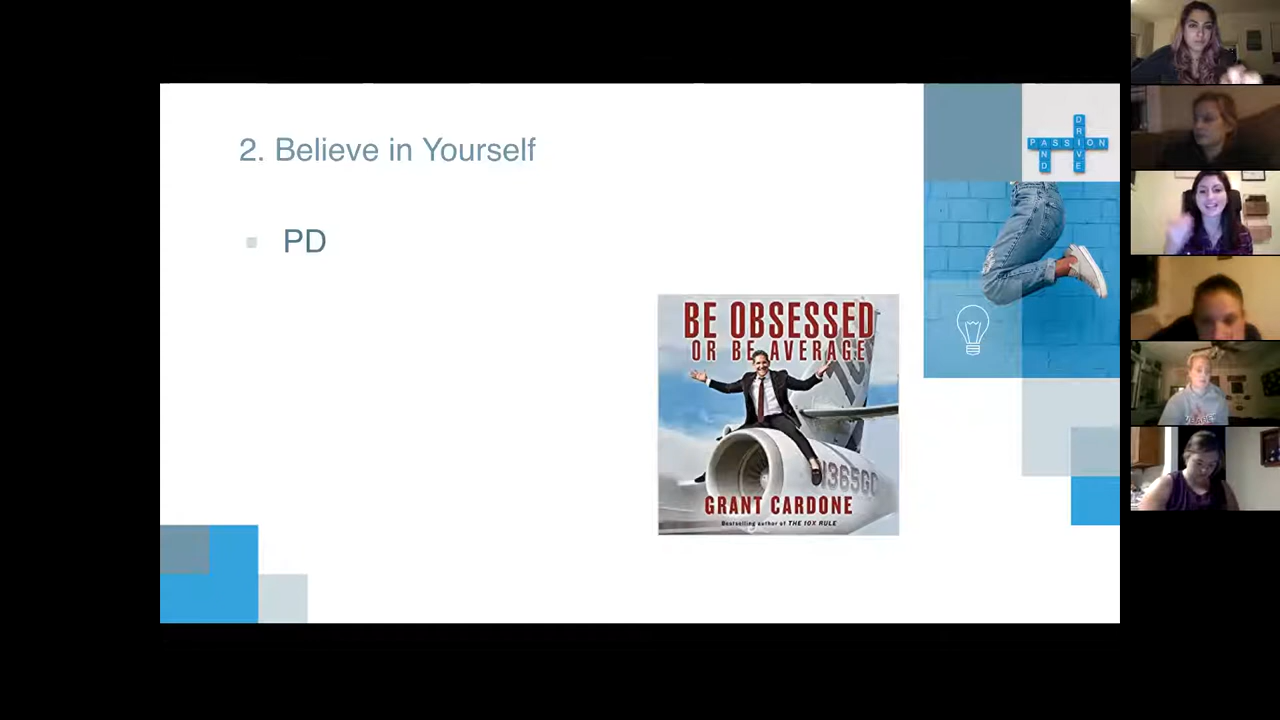 2. Believe in Yourself
PD
BE OBSESSED
OR BE AVERAGE
N365GC
GRANT CARDONE
Bestselling author of THE 10X RULE
DRIVE
PASSION
AND